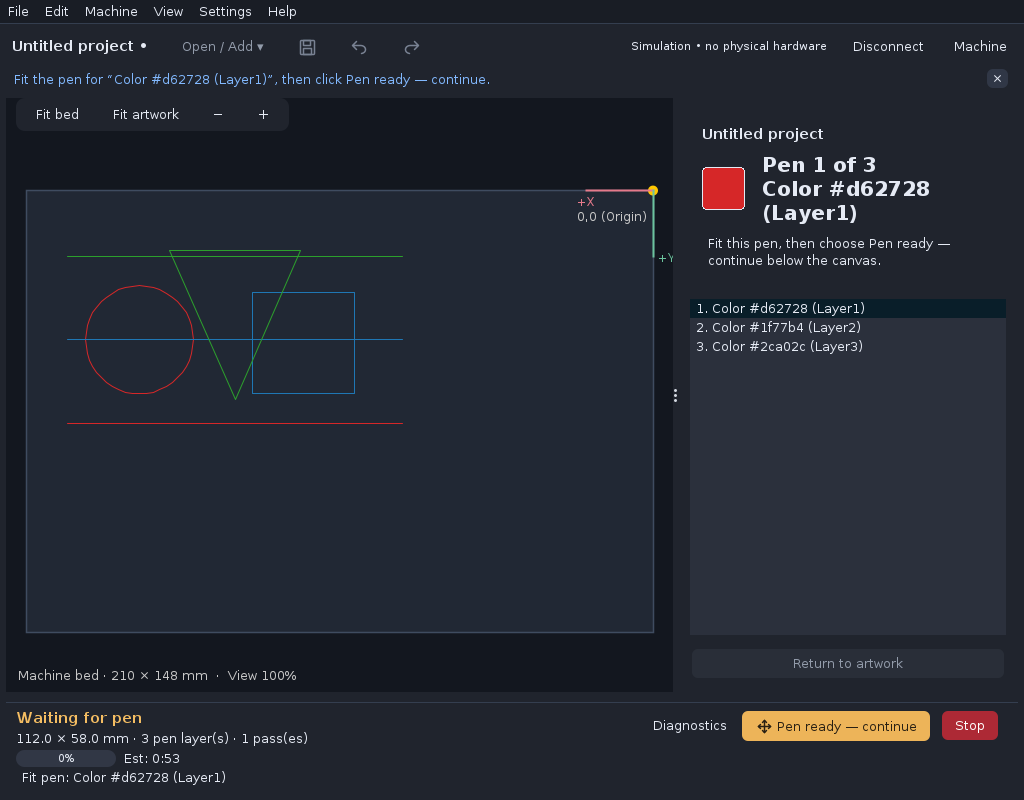 File Edit Machine View Settings Help
Untitled project • Open / Add ▾ Simulation • no physical hardware Disconnect Machine
Fit the pen for “Color #d62728 (Layer1)”, then click Pen ready — continue. ✕
Fit bed Fit artwork − +
+X
0,0 (Origin)
+Y
Machine bed · 210 × 148 mm · View 100%
Untitled project
Pen 1 of 3
Color #d62728
(Layer1)
Fit this pen, then choose Pen ready —
continue below the canvas.
1. Color #d62728 (Layer1)
2. Color #1f77b4 (Layer2)
3. Color #2ca02c (Layer3)
Return to artwork
Waiting for pen
112.0 × 58.0 mm · 3 pen layer(s) · 1 pass(es)
0% Est: 0:53
Fit pen: Color #d62728 (Layer1)
Diagnostics Pen ready — continue Stop